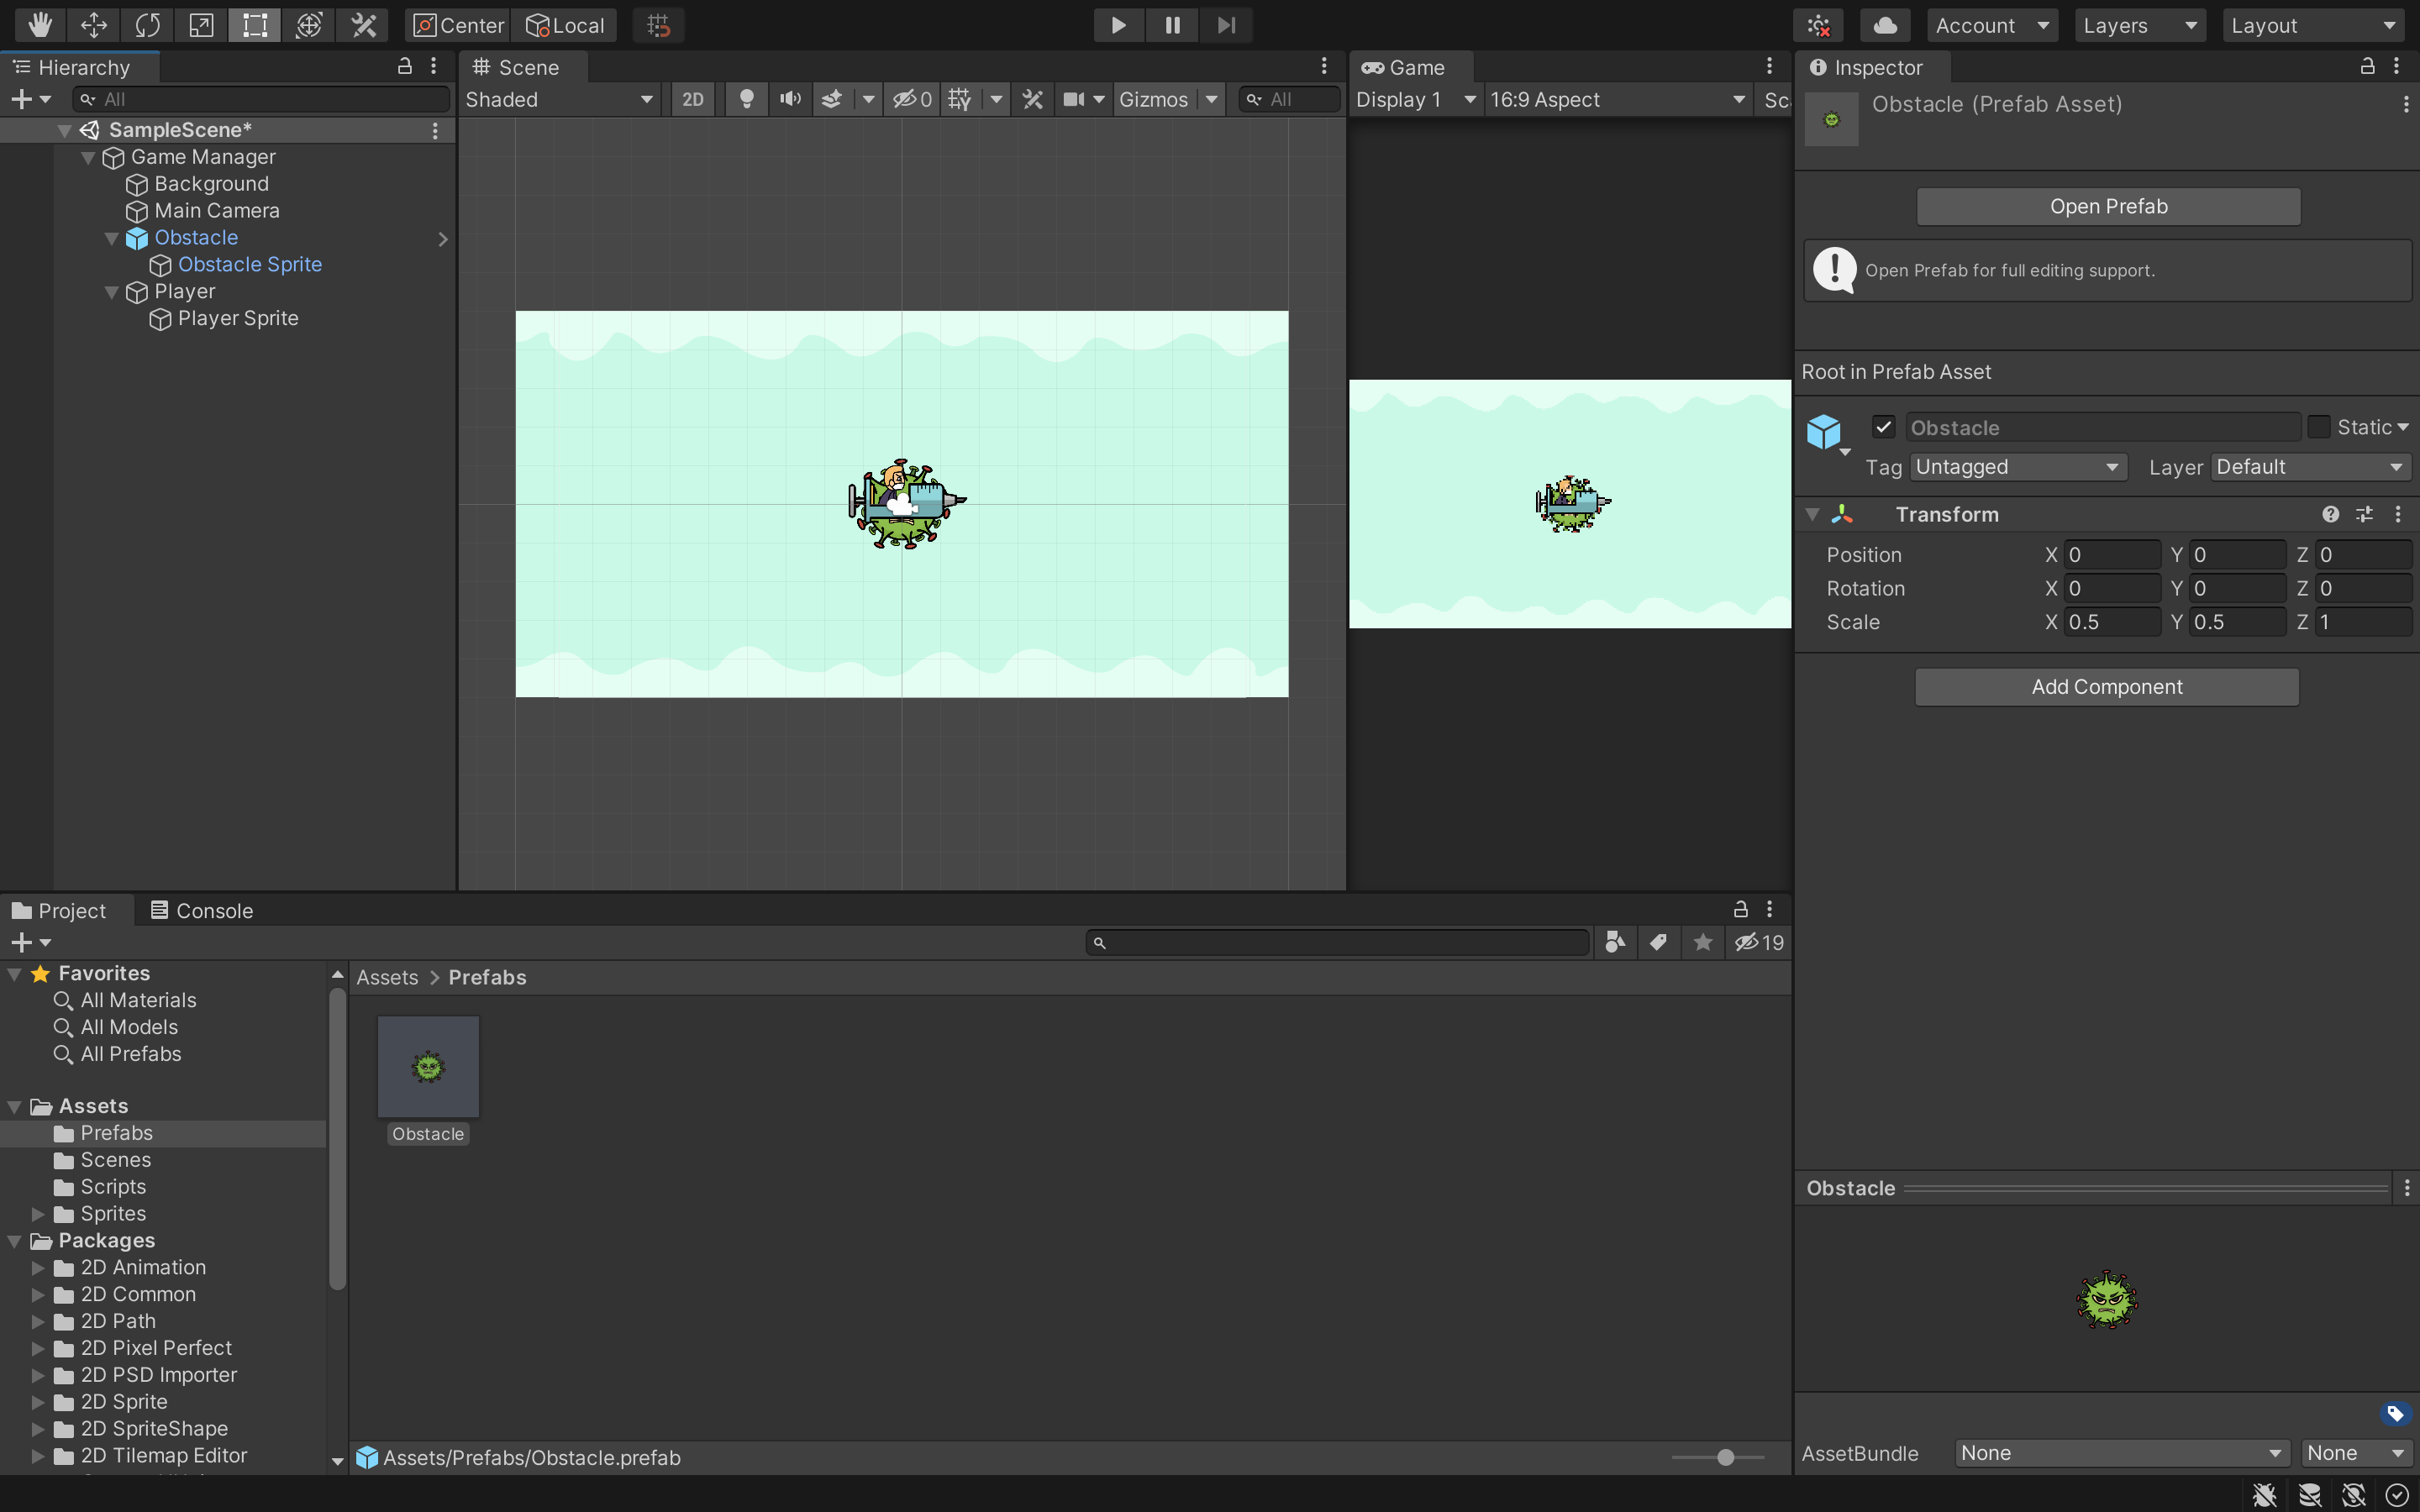 Center
Local
Account
Layers
Layout
Hierarchy
All
SampleScene*
Game Manager
Background
Main Camera
Obstacle
Obstacle Sprite
Player
Player Sprite
Scene
Shaded
2D
0
Gizmos
All
Game
Display 1
16:9 Aspect
Sc
Inspector
Obstacle (Prefab Asset)
Open Prefab
Open Prefab for full editing support.
Root in Prefab Asset
Obstacle
Static
Tag Untagged
Layer Default
Transform
Position X 0 Y 0 Z 0
Rotation X 0 Y 0 Z 0
Scale X 0.5 Y 0.5 Z 1
Add Component
Project
Console
19
Favorites
All Materials
All Models
All Prefabs
Assets
Prefabs
Scenes
Scripts
Sprites
Packages
2D Animation
2D Common
2D Path
2D Pixel Perfect
2D PSD Importer
2D Sprite
2D SpriteShape
2D Tilemap Editor
Assets > Prefabs
Obstacle
Assets/Prefabs/Obstacle.prefab
Obstacle
AssetBundle None None